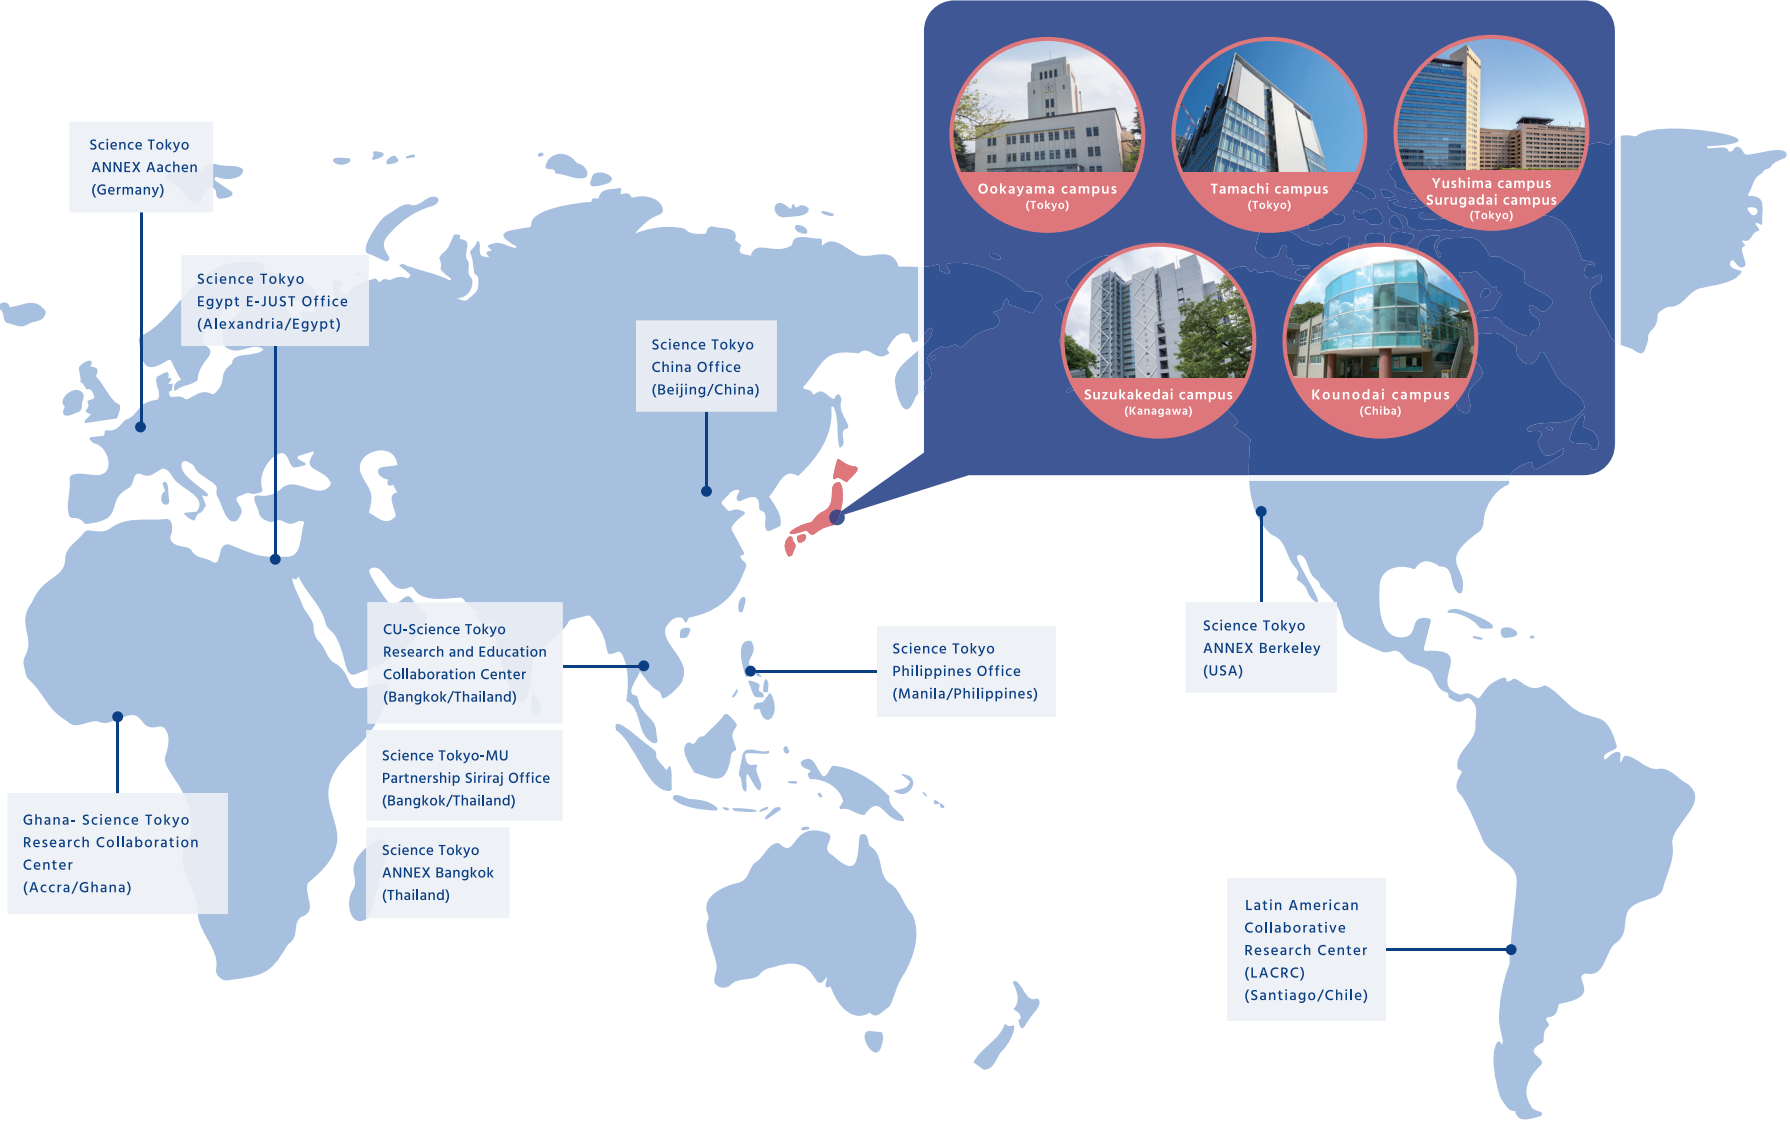 Ookayama campus
(Tokyo)
Tamachi campus
(Tokyo)
Yushima campus
Surugadai campus
(Tokyo)
Suzukakedai campus
(Kanagawa)
Kounodai campus
(Chiba)
Science Tokyo
ANNEX Aachen
(Germany)
Science Tokyo
Egypt E-JUST Office
(Alexandria/Egypt)
Science Tokyo
China Office
(Beijing/China)
CU-Science Tokyo
Research and Education
Collaboration Center
(Bangkok/Thailand)
Science Tokyo-MU
Partnership Siriraj Office
(Bangkok/Thailand)
Science Tokyo
ANNEX Bangkok
(Thailand)
Science Tokyo
Philippines Office
(Manila/Philippines)
Science Tokyo
ANNEX Berkeley
(USA)
Ghana- Science Tokyo
Research Collaboration
Center
(Accra/Ghana)
Latin American
Collaborative
Research Center
(LACRC)
(Santiago/Chile)